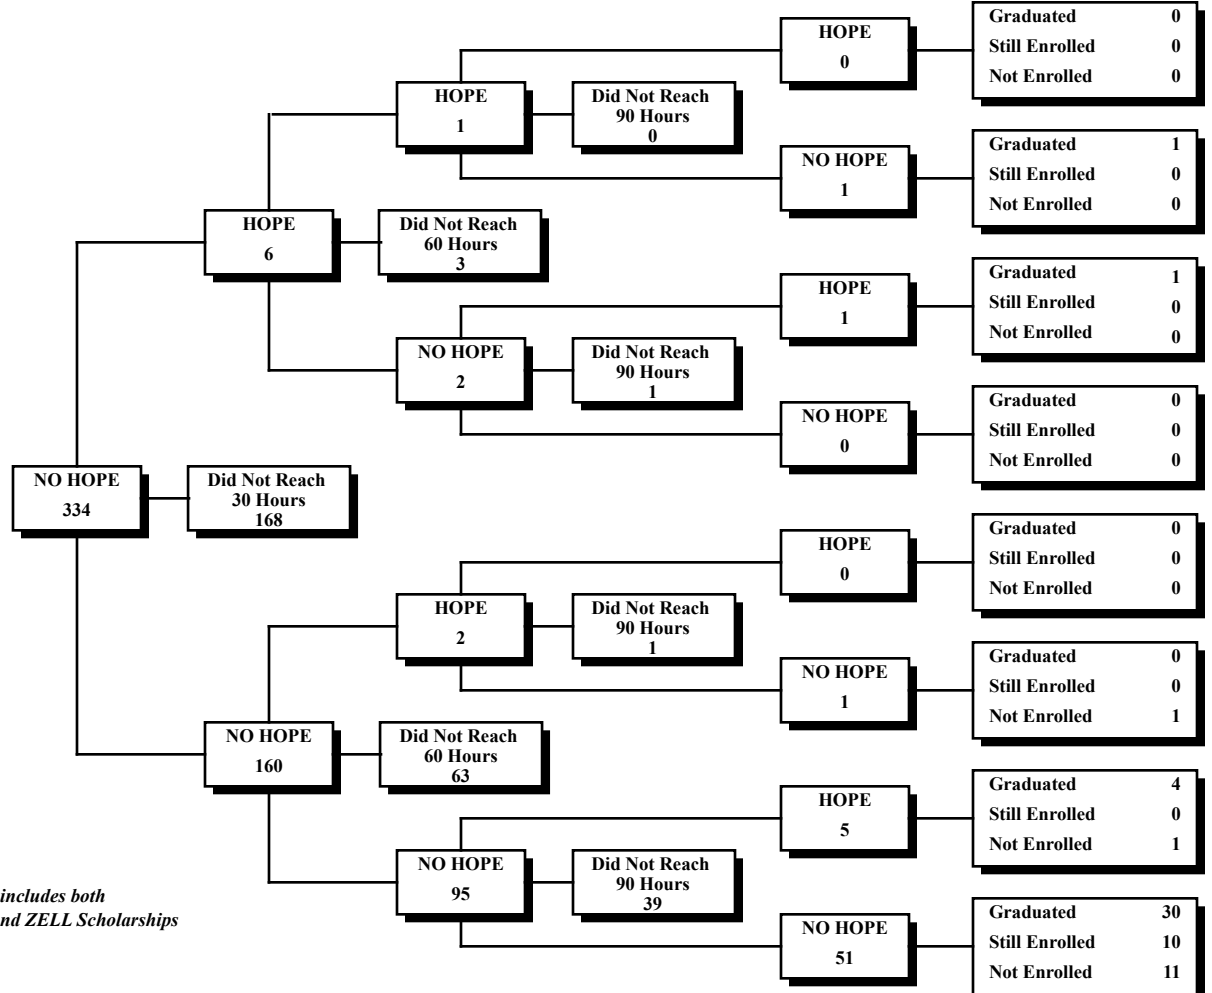 HOPE
0
Graduated 0
Still Enrolled 0
Not Enrolled 0
HOPE
1
Did Not Reach
90 Hours
0
NO HOPE
1
Graduated 1
Still Enrolled 0
Not Enrolled 0
HOPE
6
Did Not Reach
60 Hours
3
HOPE
1
Graduated 1
Still Enrolled 0
Not Enrolled 0
NO HOPE
2
Did Not Reach
90 Hours
1
NO HOPE
0
Graduated 0
Still Enrolled 0
Not Enrolled 0
NO HOPE
334
Did Not Reach
30 Hours
168
HOPE
0
Graduated 0
Still Enrolled 0
Not Enrolled 0
HOPE
2
Did Not Reach
90 Hours
1
NO HOPE
1
Graduated 0
Still Enrolled 0
Not Enrolled 1
NO HOPE
160
Did Not Reach
60 Hours
63
HOPE
5
Graduated 4
Still Enrolled 0
Not Enrolled 1
NO HOPE
95
Did Not Reach
90 Hours
39
NO HOPE
51
Graduated 30
Still Enrolled 10
Not Enrolled 11
includes both
nd ZELL Scholarships